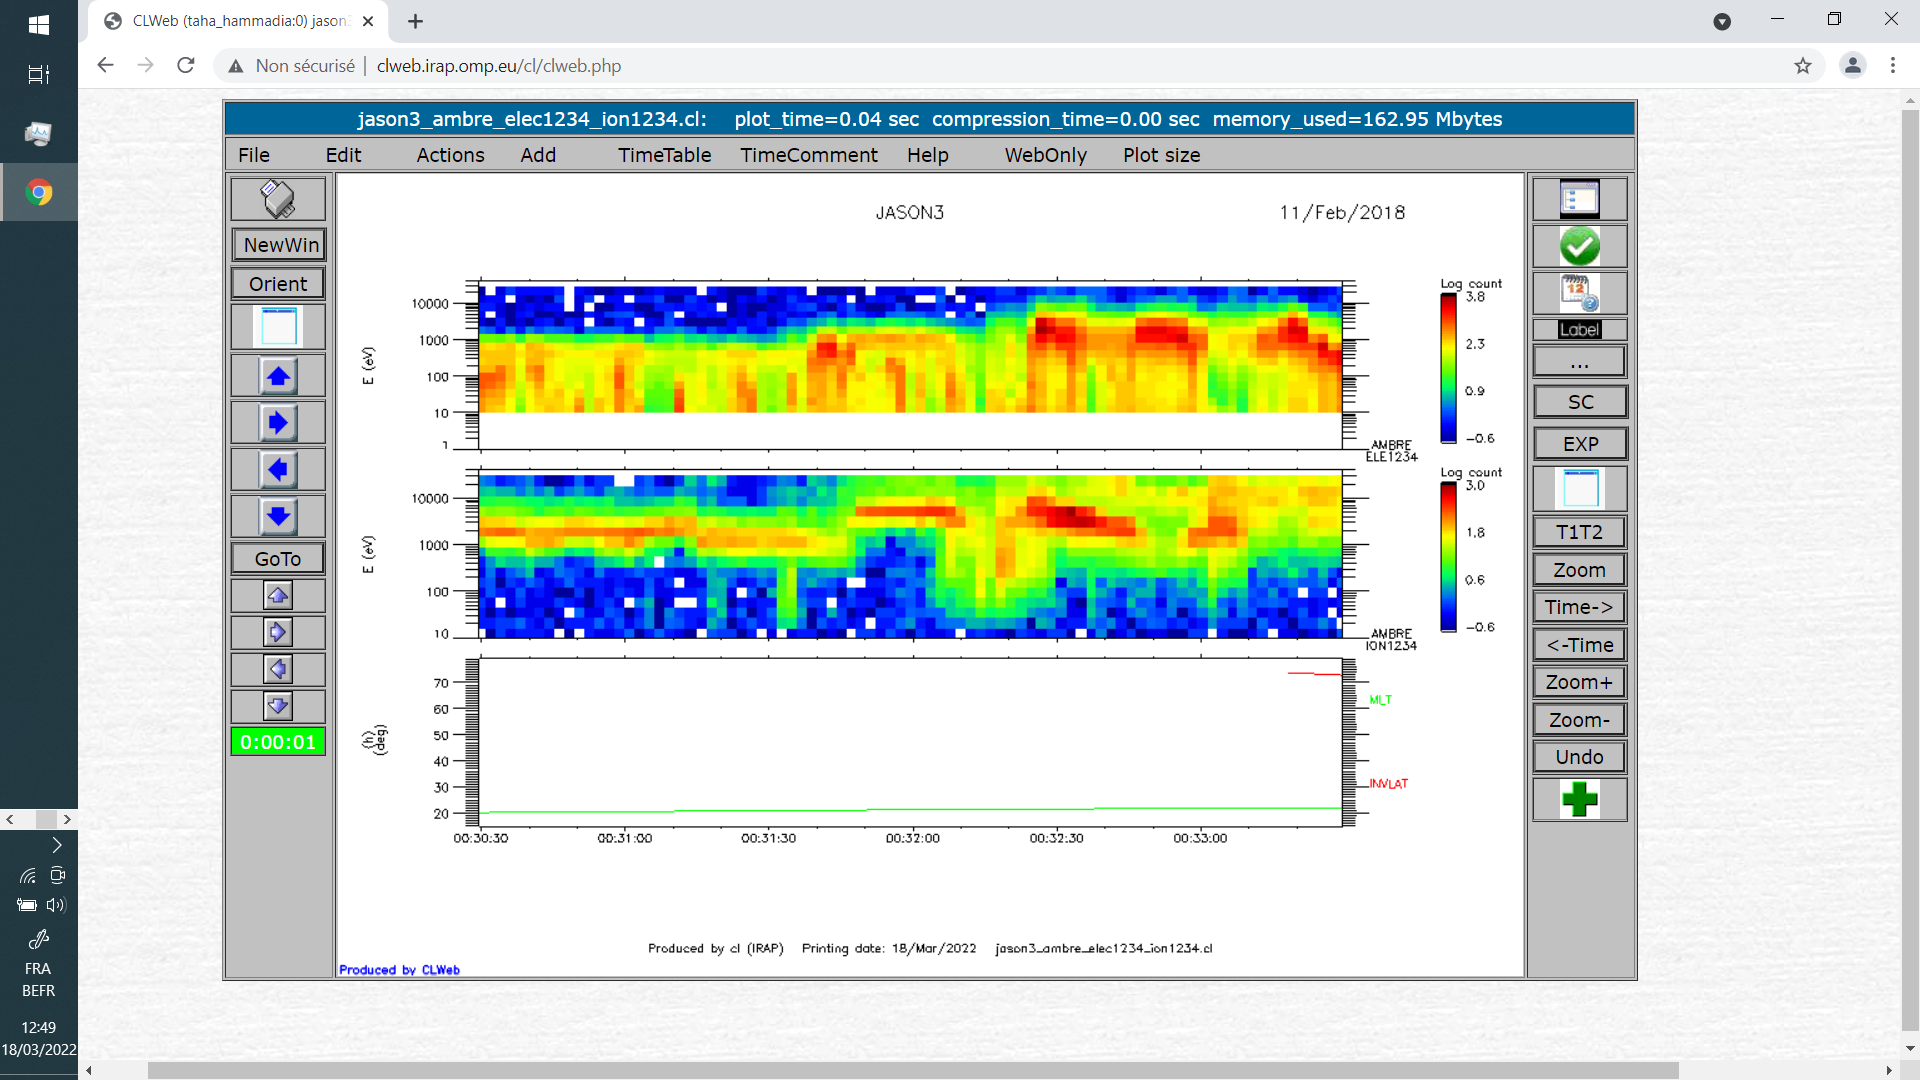 CLWeb (taha_hammadia:0) jason3
Non sécurisé | clweb.irap.omp.eu/cl/clweb.php
jason3_ambre_elec1234_ion1234.cl: plot_time=0.04 sec compression_time=0.00 sec memory_used=162.95 Mbytes
File Edit Actions Add TimeTable TimeComment Help WebOnly Plot size
NewWin
Orient
GoTo
0:00:01
JASON3 11/Feb/2018
10000
1000
100
10
1
E (eV)
Log count
3.8
2.3
0.9
-0.6
AMBRE
ELE1234
10000
1000
100
10
E (eV)
Log count
3.0
1.8
0.6
-0.6
AMBRE
ION1234
70
60
50
40
30
20
(h)
(deg)
MLT
INVLAT
00:30:30 00:31:00 00:31:30 00:32:00 00:32:30 00:33:00
Produced by cl (IRAP) Printing date: 18/Mar/2022 jason3_ambre_elec1234_ion1234.cl
Produced by CLWeb
12
Label
...
SC
EXP
T1T2
Zoom
Time->
<-Time
Zoom+
Zoom-
Undo
FRA
BEFR
12:49
18/03/2022